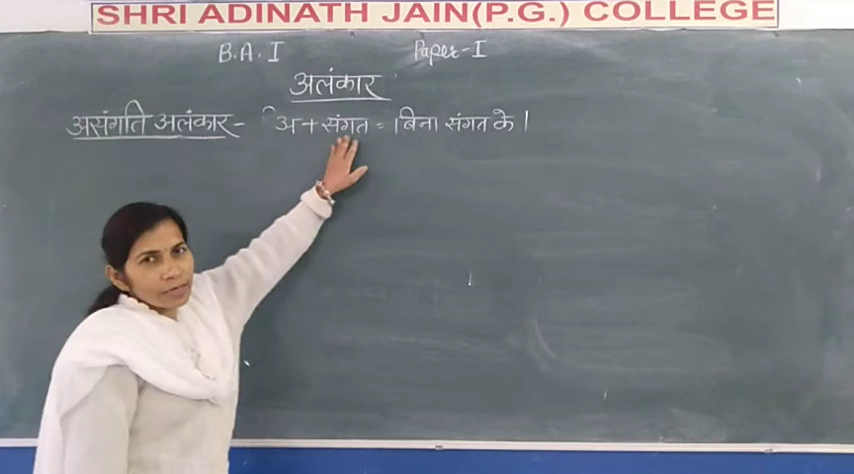 SHRI ADINATH JAIN(P.G.) COLLEGE
B.A. I Paper-I
अलंकार
असंगति अलंकार- अ+संगत = बिना संगत के।